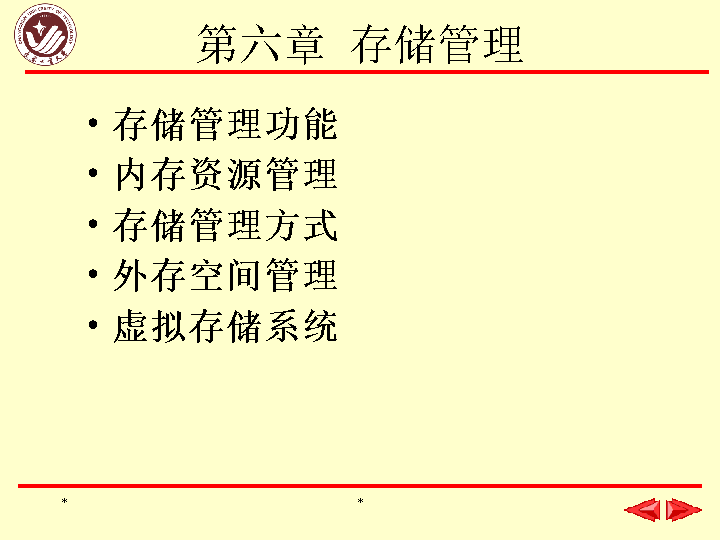 第六章 存储管理
• 存储管理功能
• 内存资源管理
• 存储管理方式
• 外存空间管理
• 虚拟存储系统
* *